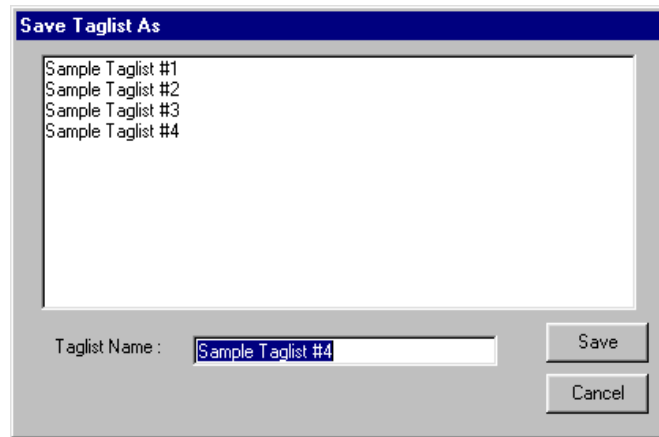 Save Taglist As
Sample Taglist #1
Sample Taglist #2
Sample Taglist #3
Sample Taglist #4
Taglist Name :
Sample Taglist #4
Save
Cancel